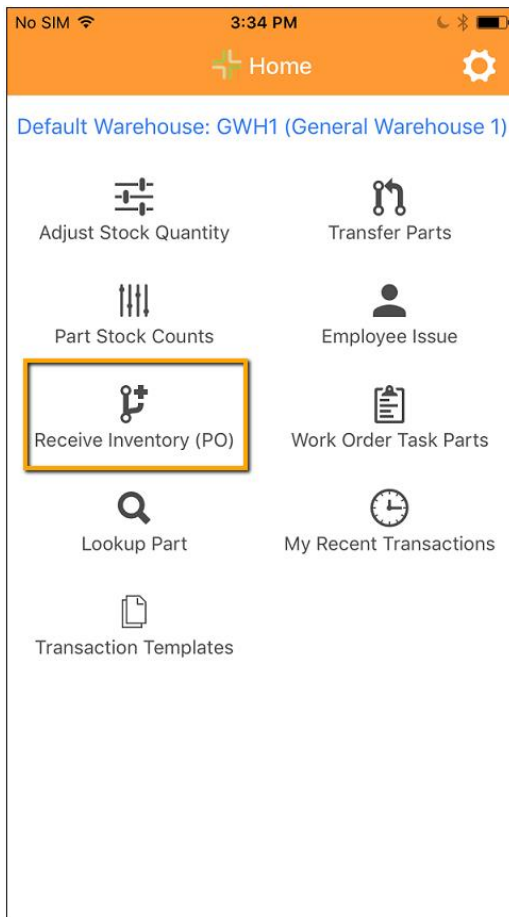 No SIM 3:34 PM
Home
Default Warehouse: GWH1 (General Warehouse 1)
Adjust Stock Quantity Transfer Parts
Part Stock Counts Employee Issue
Receive Inventory (PO) Work Order Task Parts
Lookup Part My Recent Transactions
Transaction Templates